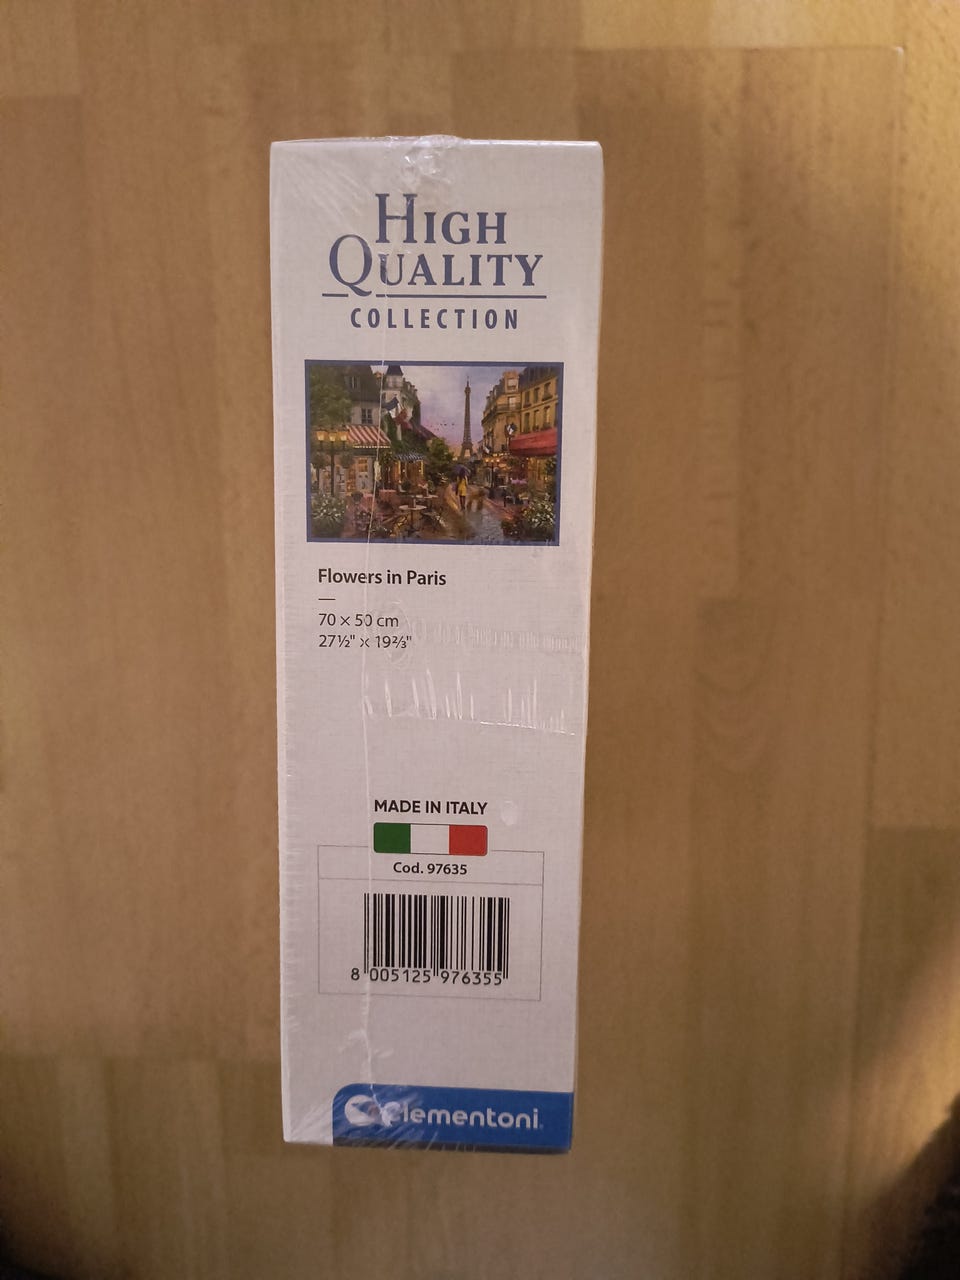 HIGH
QUALITY
COLLECTION
Flowers in Paris
70 × 50 cm
27½" × 19⅔"
MADE IN ITALY
Cod. 97635
8 005125 976355
Clementoni